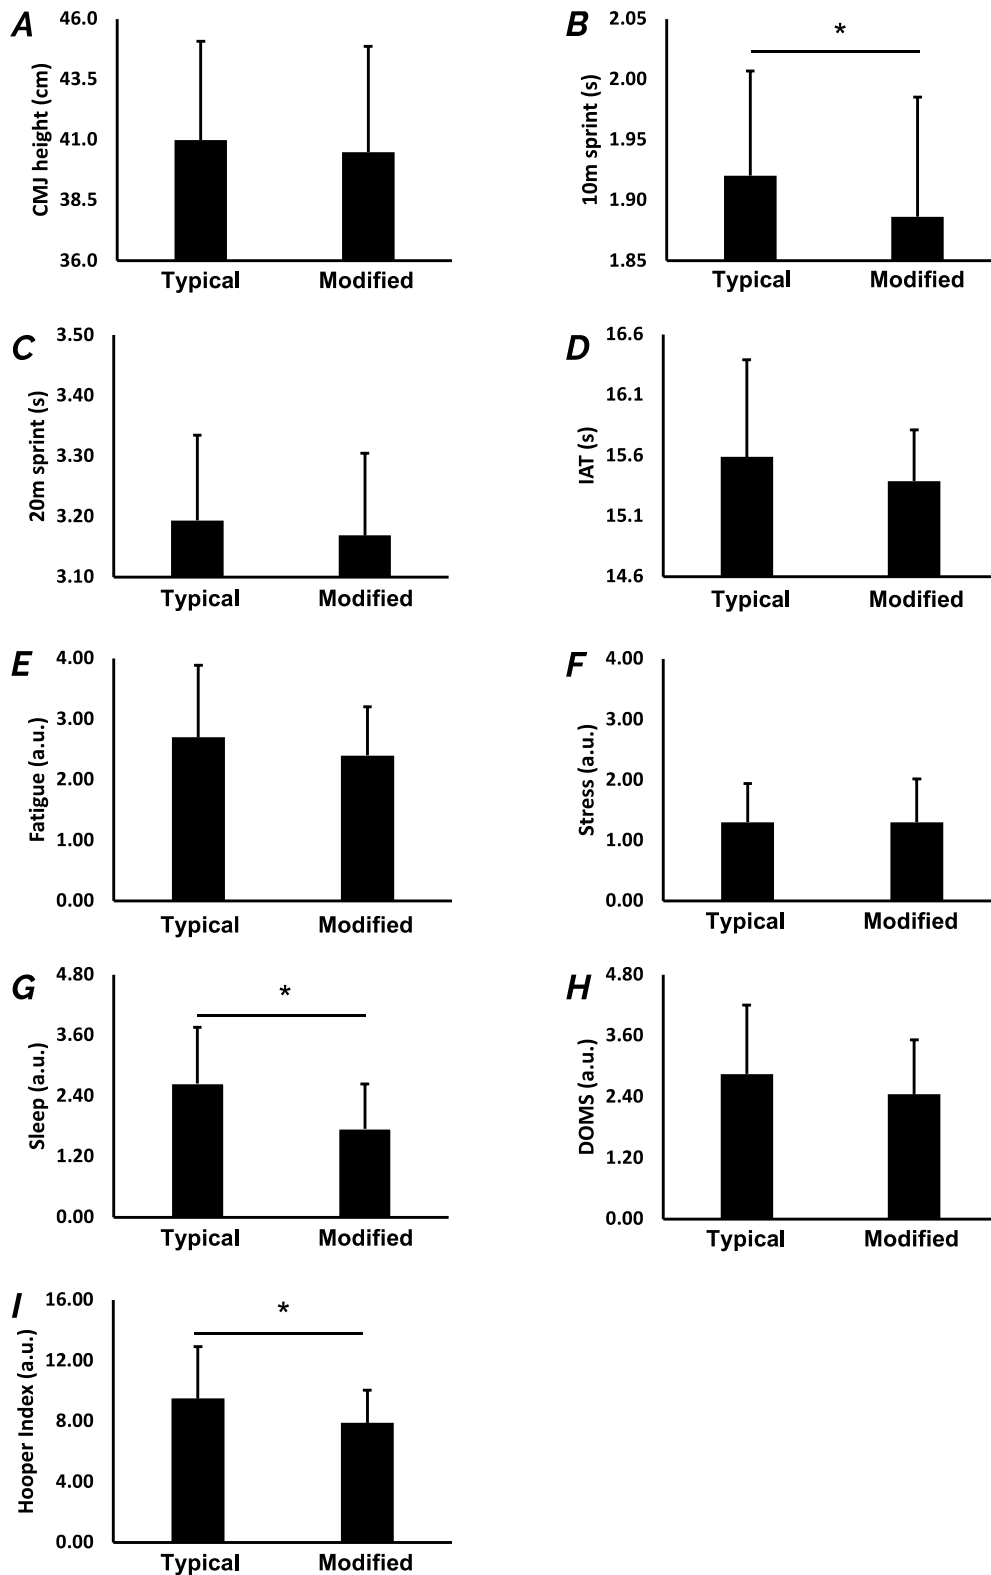 A
CMJ height (cm)
46.0
43.5
41.0
38.5
36.0
Typical Modified
B
10m sprint (s)
2.05
2.00
1.95
1.90
1.85
*
Typical Modified
C
20m sprint (s)
3.50
3.40
3.30
3.20
3.10
Typical Modified
D
IAT (s)
16.6
16.1
15.6
15.1
14.6
Typical Modified
E
Fatigue (a.u.)
4.00
3.00
2.00
1.00
0.00
Typical Modified
F
Stress (a.u.)
4.00
3.00
2.00
1.00
0.00
Typical Modified
G
Sleep (a.u.)
4.80
3.60
2.40
1.20
0.00
*
Typical Modified
H
DOMS (a.u.)
4.80
3.60
2.40
1.20
0.00
Typical Modified
I
Hooper Index (a.u.)
16.00
12.00
8.00
4.00
0.00
*
Typical Modified